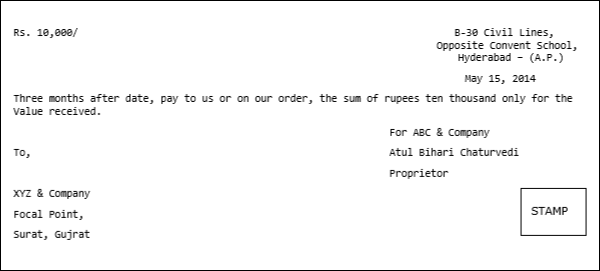 Rs. 10,000/
B-30 Civil Lines,
Opposite Convent School,
Hyderabad – (A.P.)
May 15, 2014
Three months after date, pay to us or on our order, the sum of rupees ten thousand only for the
Value received.
For ABC & Company
To,
Atul Bihari Chaturvedi
Proprietor
XYZ & Company
Focal Point,
Surat, Gujrat
STAMP